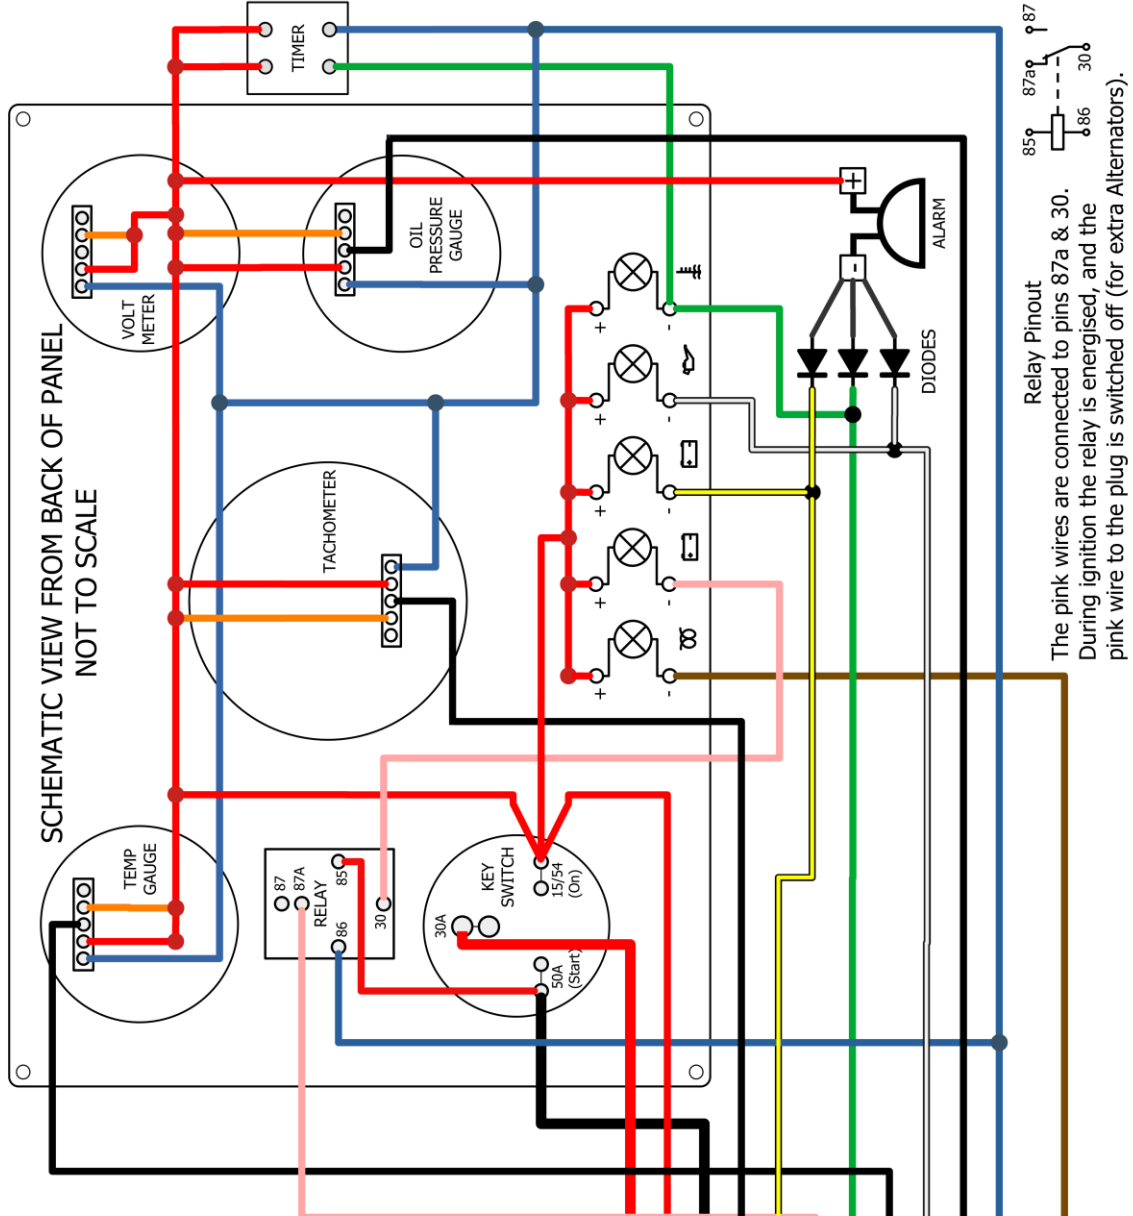 SCHEMATIC VIEW FROM BACK OF PANEL
NOT TO SCALE
TIMER
VOLT
METER
OIL
PRESSURE
GAUGE
TACHOMETER
TEMP
GAUGE
87
87A
RELAY
86
85
30
KEY
SWITCH
30A
15/54
(On)
50A
(Start)
+
-
+
-
+
-
+
-
+
-
+
-
ALARM
DIODES
85
86
87a
30
87
Relay Pinout
The pink wires are connected to pins 87a & 30.
During ignition the relay is energised, and the
pink wire to the plug is switched off (for extra Alternators).